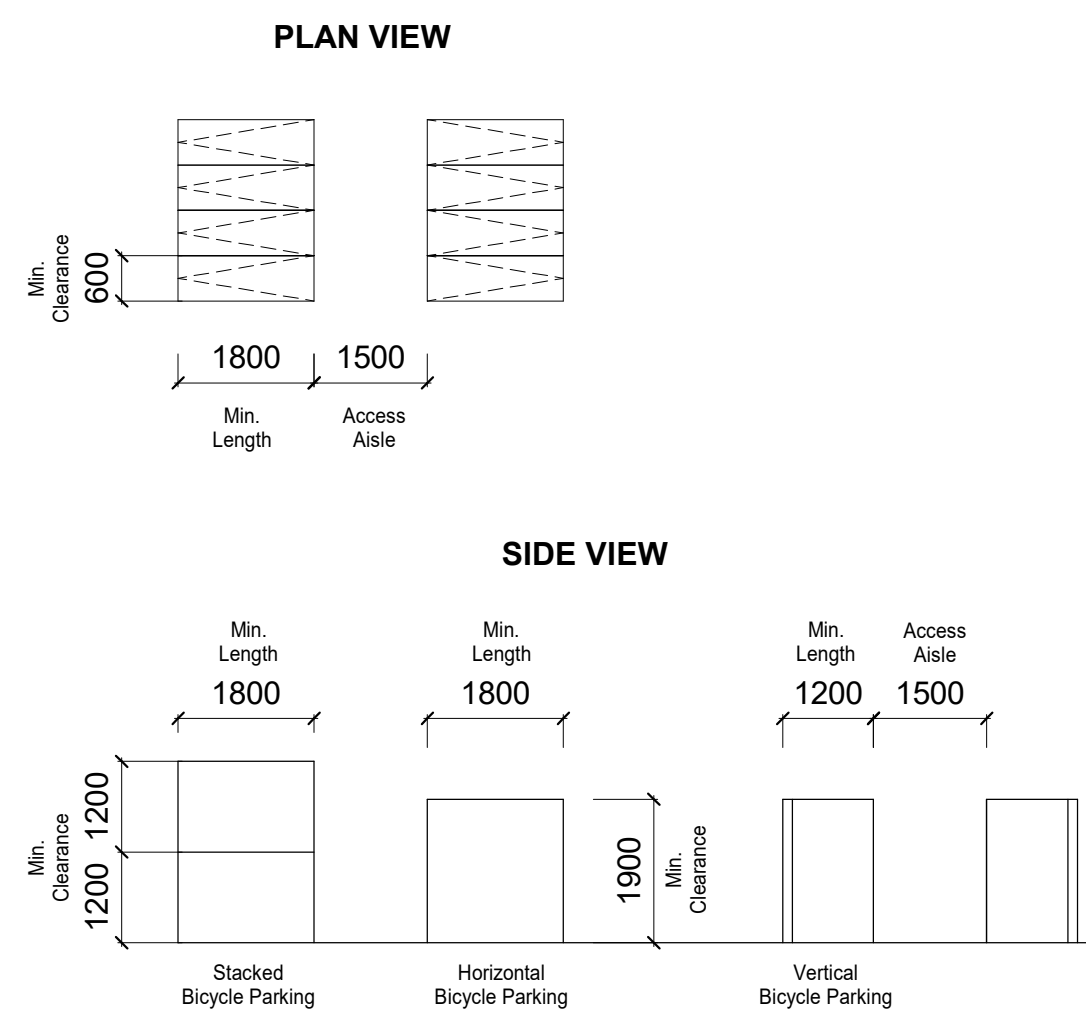 PLAN VIEW
Min.
Clearance
600
1800
1500
Min.
Length
Access
Aisle
SIDE VIEW
Min.
Length
Min.
Length
Min.
Length
Access
Aisle
1800
1800
1200
1500
Min.
Clearance
1200
1200
1900
Min.
Clearance
Stacked
Bicycle Parking
Horizontal
Bicycle Parking
Vertical
Bicycle Parking